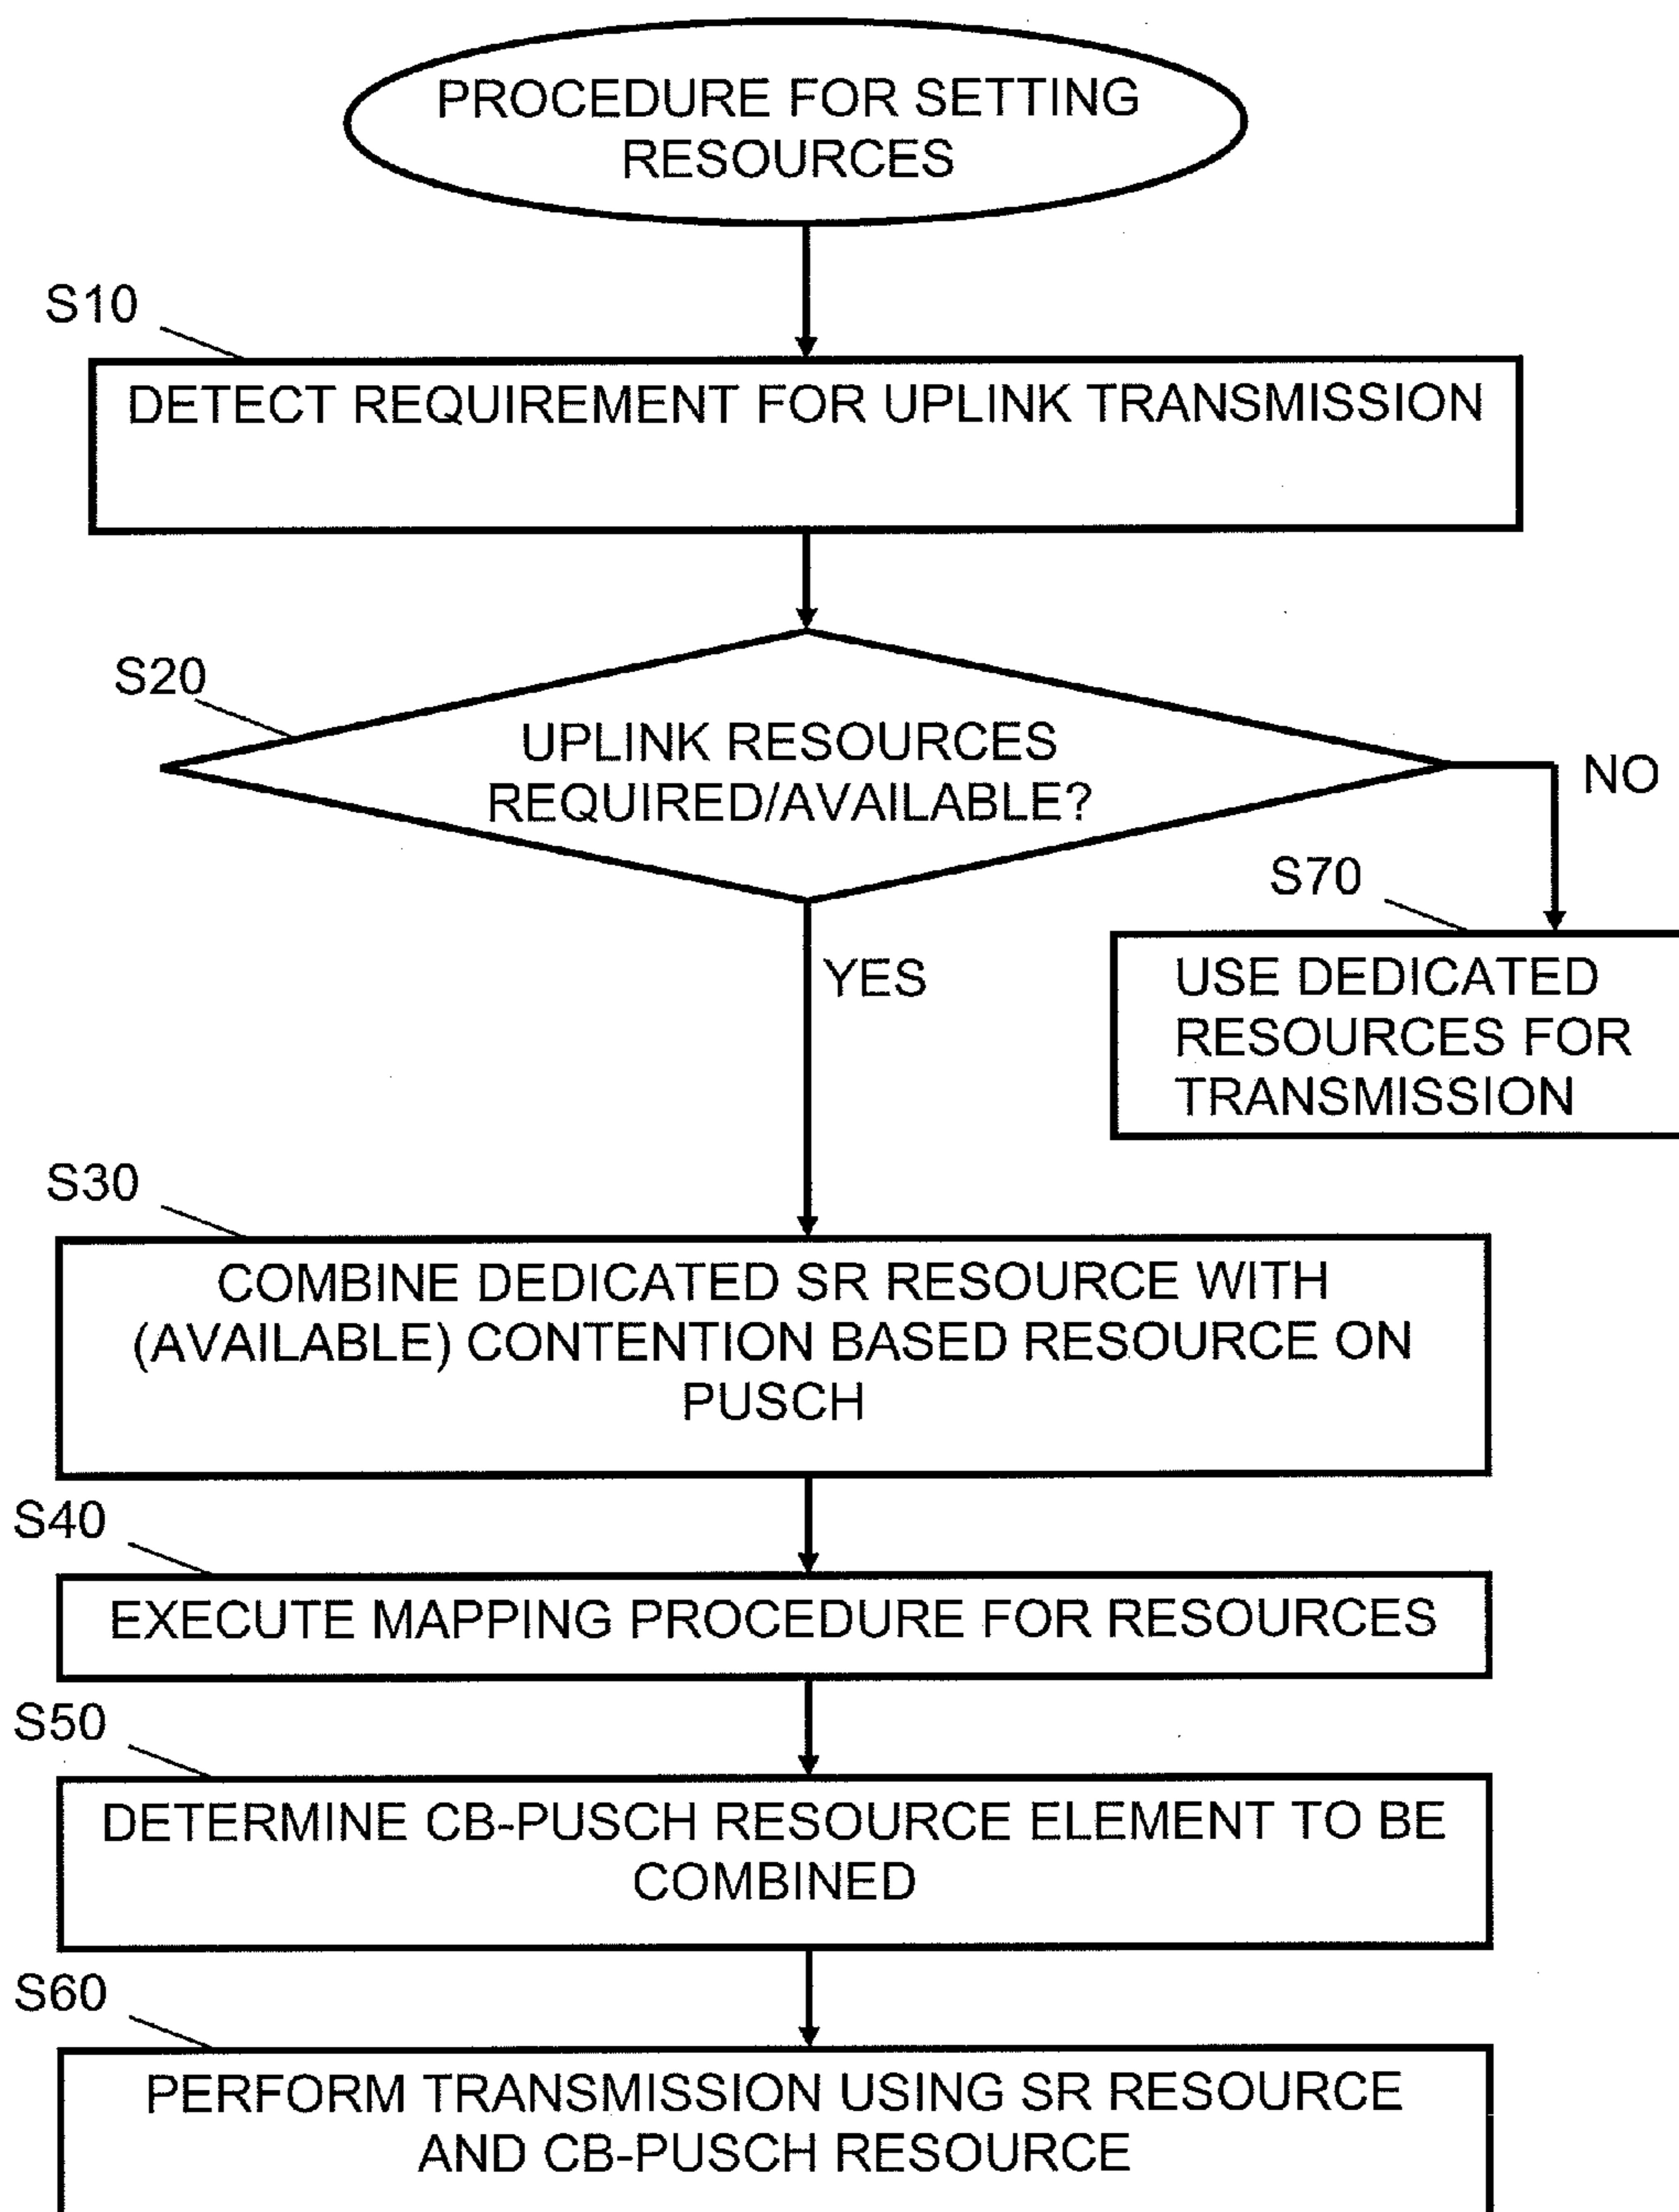 PROCEDURE FOR SETTING
RESOURCES
S10
DETECT REQUIREMENT FOR UPLINK TRANSMISSION
S20
UPLINK RESOURCES
REQUIRED/AVAILABLE?
NO
S70
YES
USE DEDICATED
RESOURCES FOR
TRANSMISSION
S30
COMBINE DEDICATED SR RESOURCE WITH
(AVAILABLE) CONTENTION BASED RESOURCE ON
PUSCH
S40
EXECUTE MAPPING PROCEDURE FOR RESOURCES
S50
DETERMINE CB-PUSCH RESOURCE ELEMENT TO BE
COMBINED
S60
PERFORM TRANSMISSION USING SR RESOURCE
AND CB-PUSCH RESOURCE